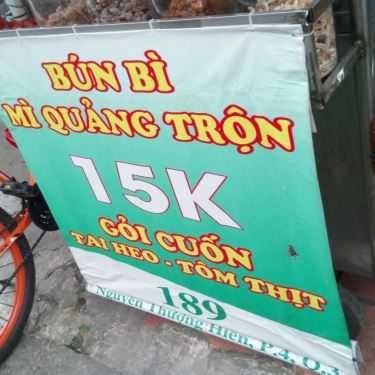 BÚN BÌ
MÌ QUẢNG TRỘN
15K
GỎI CUỐN
TAI HEO - TÔM THỊT
189
Nguyễn Thượng Hiền, P.4, Q.3